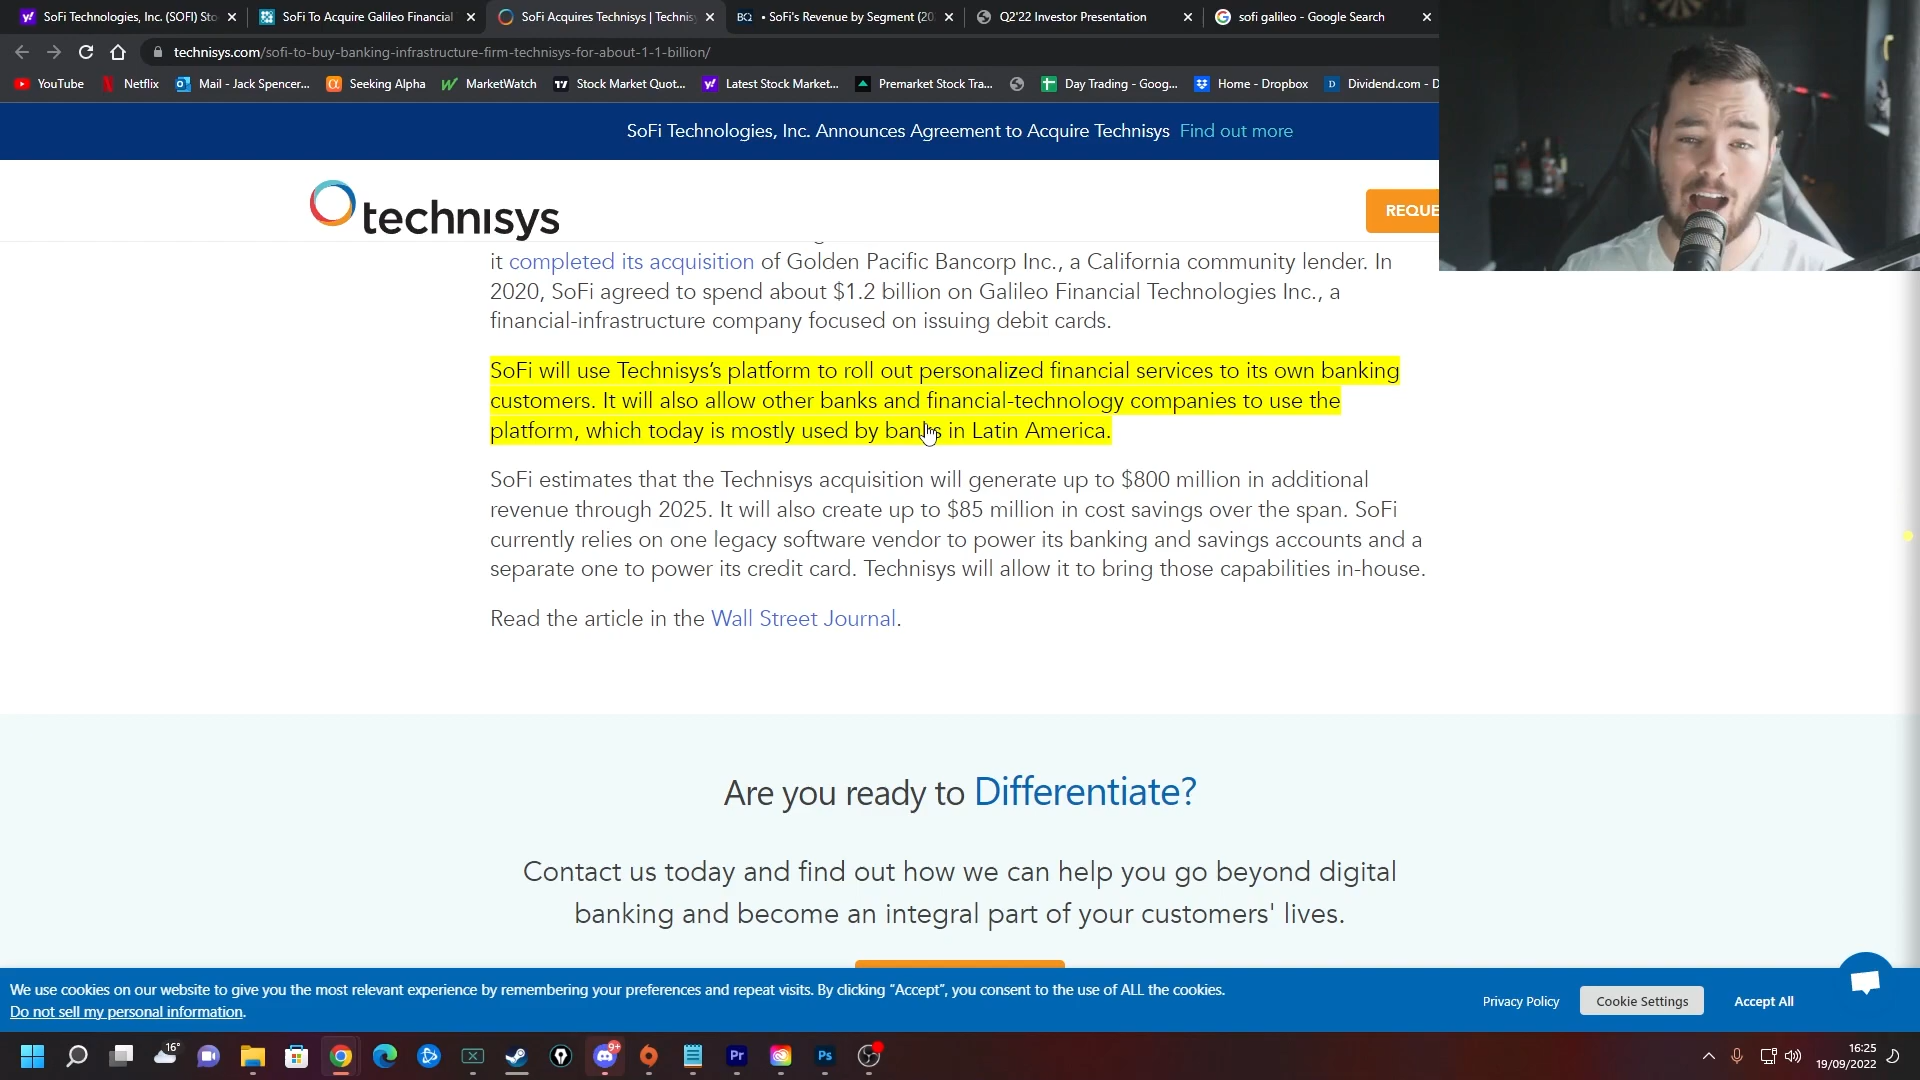 SoFi Technologies, Inc. (SOFI) Sto
SoFi To Acquire Galileo Financial
SoFi Acquires Technisys | Technis
BQ • SoFi's Revenue by Segment (20
Q2'22 Investor Presentation
sofi galileo - Google Search
technisys.com/sofi-to-buy-banking-infrastructure-firm-technisys-for-about-1-1-billion/
YouTube
Netflix
Mail - Jack Spencer...
Seeking Alpha
MarketWatch
Stock Market Quot...
Latest Stock Market...
Premarket Stock Tra...
Day Trading - Goog...
Home - Dropbox
Dividend.com - D
SoFi Technologies, Inc. Announces Agreement to Acquire Technisys Find out more
technisys
REQUE
it completed its acquisition of Golden Pacific Bancorp Inc., a California community lender. In
2020, SoFi agreed to spend about $1.2 billion on Galileo Financial Technologies Inc., a
financial-infrastructure company focused on issuing debit cards.
SoFi will use Technisys's platform to roll out personalized financial services to its own banking
customers. It will also allow other banks and financial-technology companies to use the
platform, which today is mostly used by banks in Latin America.
SoFi estimates that the Technisys acquisition will generate up to $800 million in additional
revenue through 2025. It will also create up to $85 million in cost savings over the span. SoFi
currently relies on one legacy software vendor to power its banking and savings accounts and a
separate one to power its credit card. Technisys will allow it to bring those capabilities in-house.
Read the article in the Wall Street Journal.
Are you ready to Differentiate?
Contact us today and find out how we can help you go beyond digital
banking and become an integral part of your customers' lives.
We use cookies on our website to give you the most relevant experience by remembering your preferences and repeat visits. By clicking "Accept", you consent to the use of ALL the cookies.
Do not sell my personal information.
Privacy Policy
Cookie Settings
Accept All
16°
9+
Pr
Ps
16:25
19/09/2022